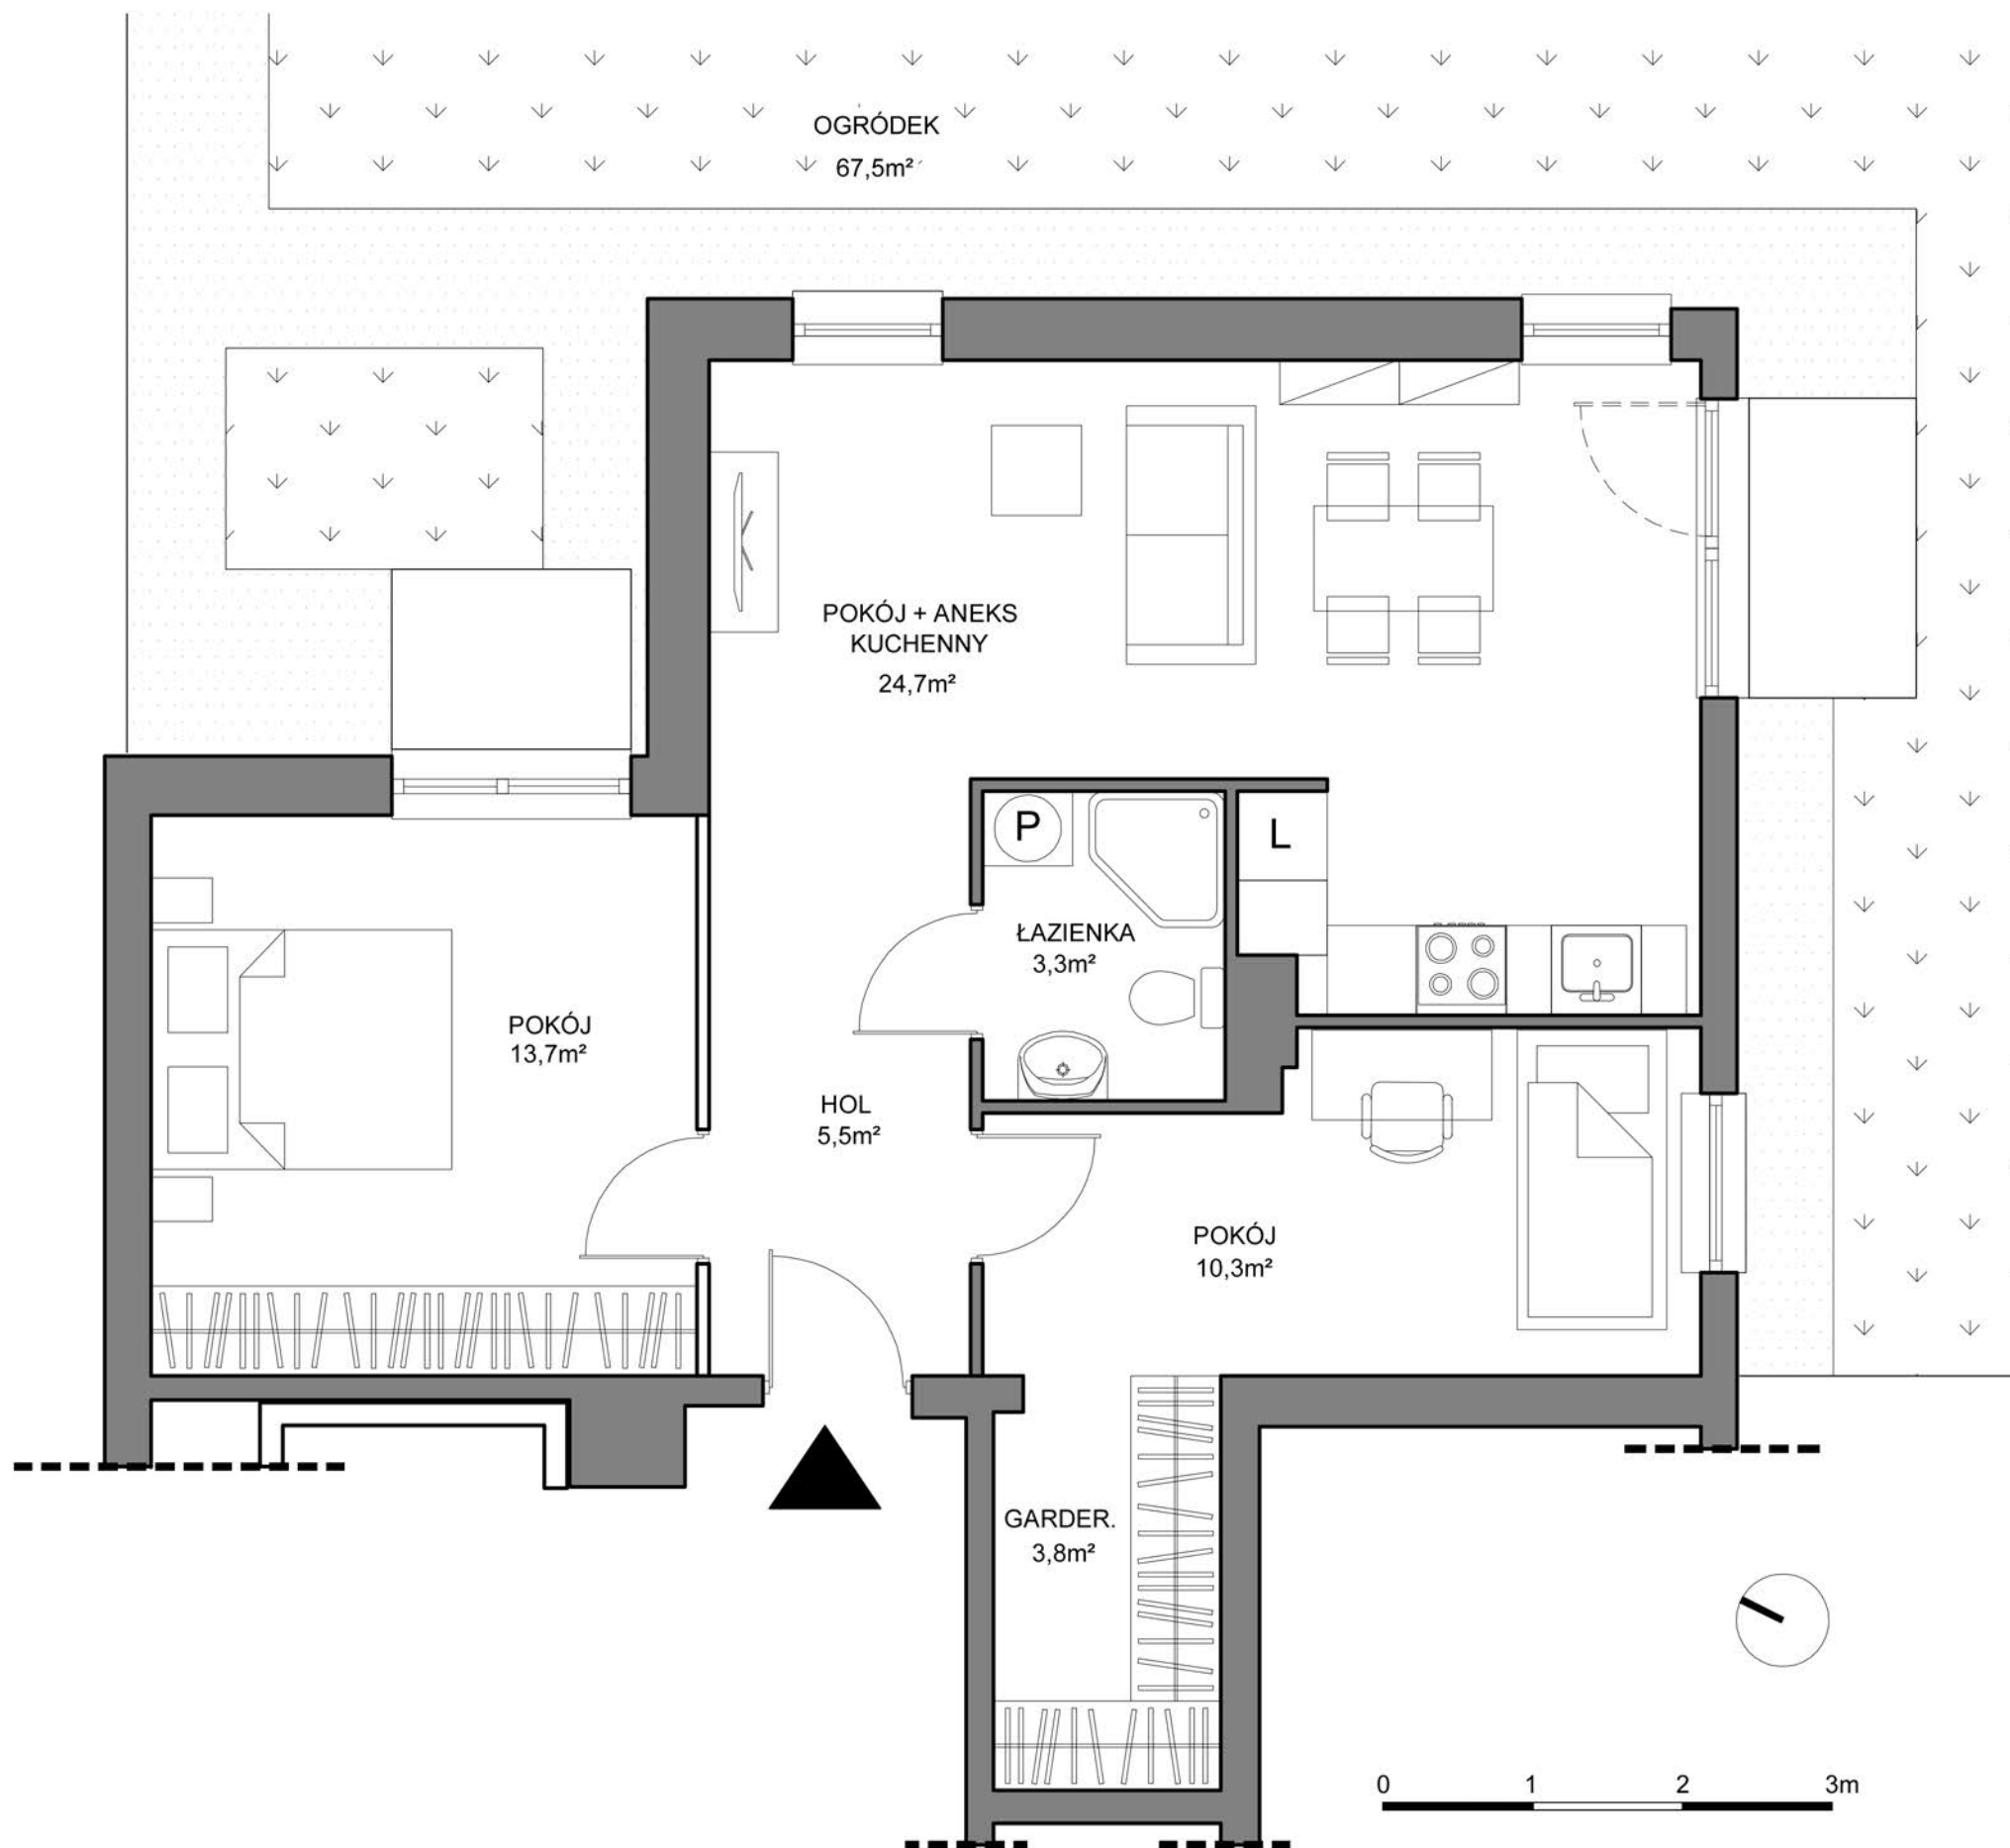 OGRÓDEK
67,5m²
POKÓJ + ANEKS
KUCHENNY
24,7m²
P
L
ŁAZIENKA
3,3m²
POKÓJ
13,7m²
HOL
5,5m²
POKÓJ
10,3m²
GARDER.
3,8m²
0 1 2 3m